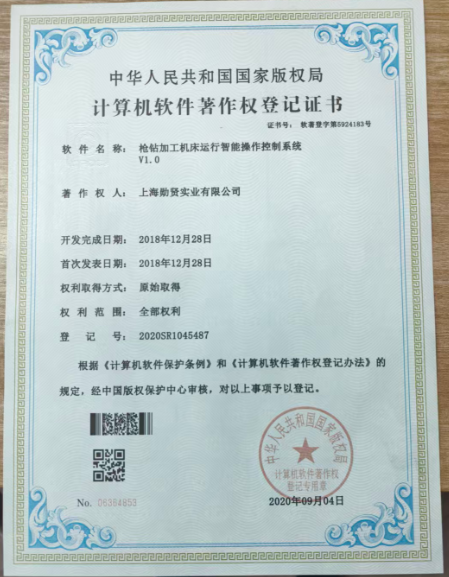 中华人民共和国国家版权局
计算机软件著作权登记证书
证书号： 软著登字第5924183号
软件名称： 枪钻加工机床运行智能操作控制系统
V1.0
著作权人： 上海勋贤实业有限公司
开发完成日期： 2018年12月28日
首次发表日期： 2018年12月28日
权利取得方式： 原始取得
权利范围： 全部权利
登记号： 2020SR1045487
根据《计算机软件保护条例》和《计算机软件著作权登记办法》的
规定，经中国版权保护中心审核，对以上事项予以登记。
中华人民共和国国家版权局
计算机软件著作权
登记专用章
No. 06384653
2020年09月04日